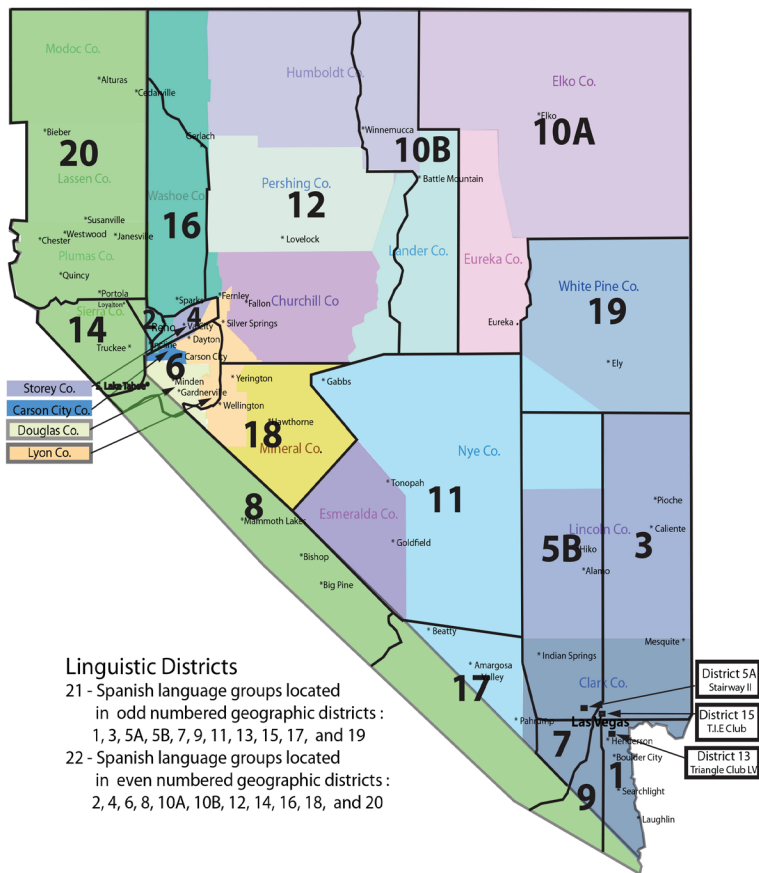 Modoc Co.
*Alturas
*Cedarville
Humboldt Co.
Elko Co.
*Elko
10A
*Bieber
20
Gerlach
*Winnemucca
10B
Lassen Co.
Washoe Co.
16
Pershing Co.
12
*Battle Mountain
*Susanville
*Chester
*Westwood
*Janesville
* Lovelock
Lander Co.
Eureka Co.
Plumas Co.
*Quincy
*Portola
Loyalton*
*Sparks
*Fernley
*Fallon
Churchill Co
White Pine Co.
19
Sierra Co.
14
Truckee*
2
Reno
4
* Silver Springs
* Dayton
Eureka
Carson City
6
* Ely
Storey Co.
Carson City Co.
Douglas Co.
Lyon Co.
Minden
*Gardnerville
* Yerington
* Gabbs
* Wellington
*Hawthorne
18
Mineral Co.
Nye Co.
*Tonopah
11
8
*Mammoth Lakes
Esmeralda Co.
* Goldfield
Lincoln Co.
5B
*Hiko
* Alamo
3
*Pioche
* Caliente
* Bishop
* Big Pine
* Beatty
Mesquite *
* Indian Springs
* Amargosa
Valley
17
Clark Co.
District 5A
Stairway II
* Pahrump
Las Vegas
District 15
T.I.E Club
7
* Henderson
District 13
Triangle Club LV
*Boulder City
1
*Searchlight
9
* Laughlin
Linguistic Districts
21 - Spanish language groups located
in odd numbered geographic districts :
1, 3, 5A, 5B, 7, 9, 11, 13, 15, 17, and 19
22 - Spanish language groups located
in even numbered geographic districts :
2, 4, 6, 8, 10A, 10B, 12, 14, 16, 18, and 20